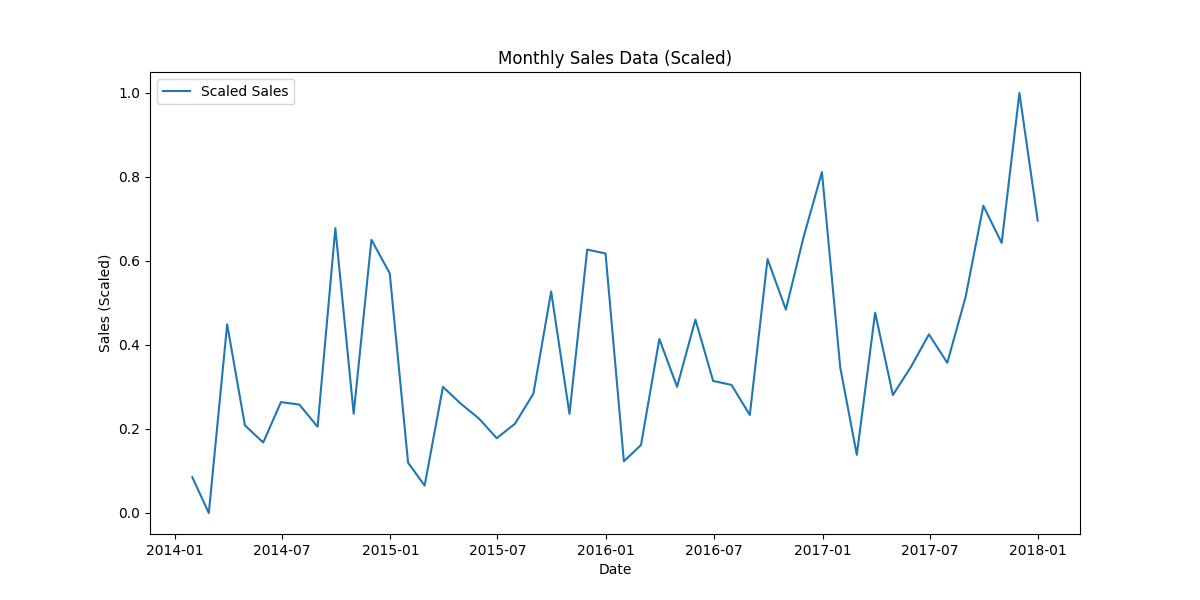 Monthly Sales Data (Scaled)
Scaled Sales
1.0
0.8
0.6
0.4
0.2
0.0
Sales (Scaled)
2014-01 2014-07 2015-01 2015-07 2016-01 2016-07 2017-01 2017-07 2018-01
Date